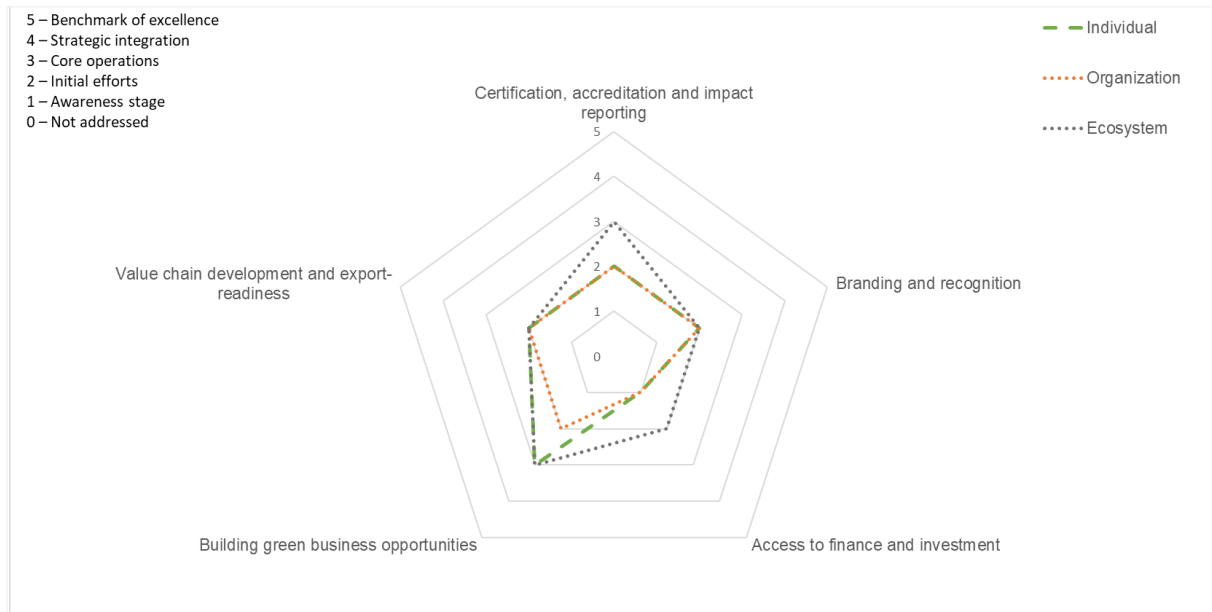 5 – Benchmark of excellence
4 – Strategic integration
3 – Core operations
2 – Initial efforts
1 – Awareness stage
0 – Not addressed
Individual
Organization
Ecosystem
Certification, accreditation and impact
reporting
5
4
3
2
1
0
Value chain development and export-
readiness
Branding and recognition
Building green business opportunities
Access to finance and investment